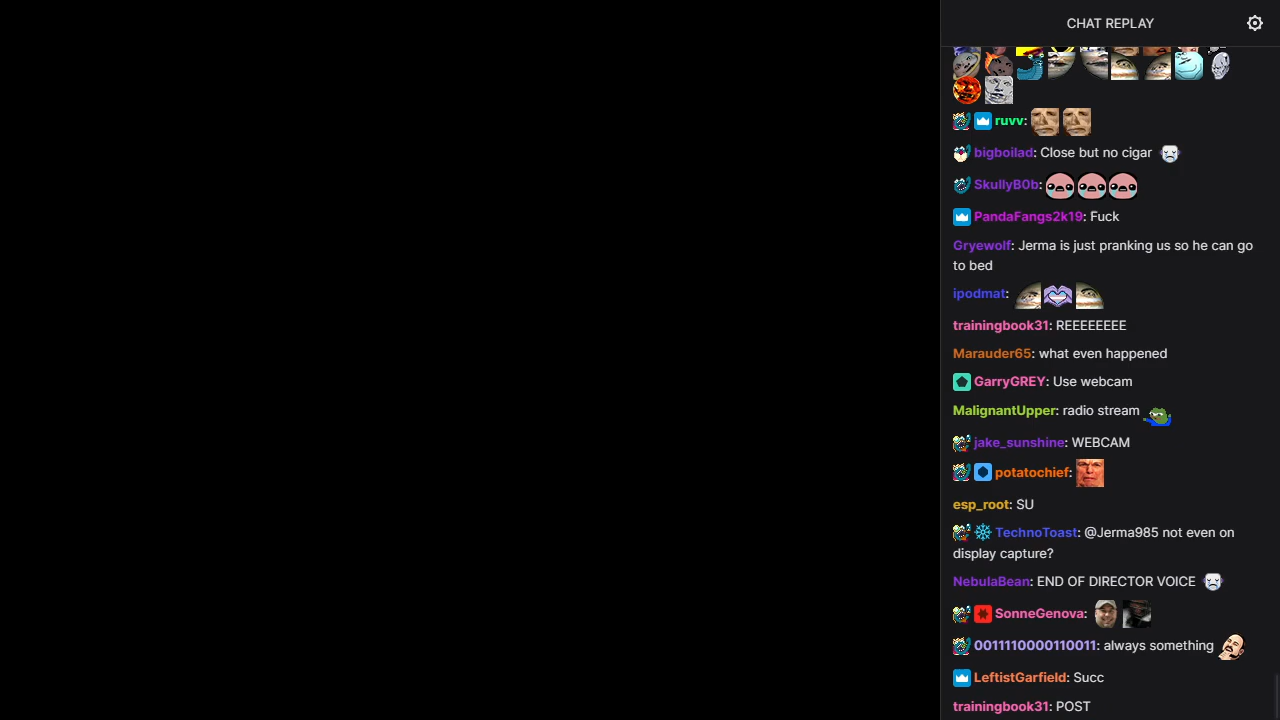 CHAT REPLAY
ruvv:
bigboilad: Close but no cigar
SkullyB0b:
PandaFangs2k19: Fuck
Gryewolf: Jerma is just pranking us so he can go
to bed
ipodmat:
trainingbook31: REEEEEEEE
Marauder65: what even happened
GarryGREY: Use webcam
MalignantUpper: radio stream
jake_sunshine: WEBCAM
potatochief:
esp_root: SU
TechnoToast: @Jerma985 not even on
display capture?
NebulaBean: END OF DIRECTOR VOICE
SonneGenova:
0011110000110011: always something
LeftistGarfield: Succ
trainingbook31: POST